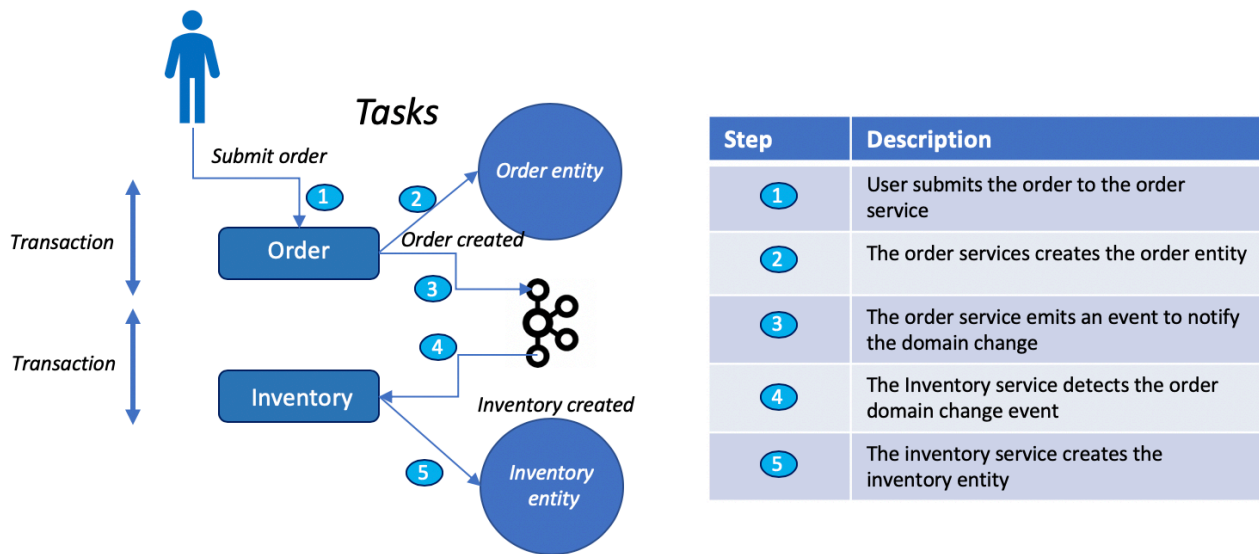 Tasks
Submit order
1
2
Order entity
Transaction
Order
Order created
3
Transaction
4
Inventory
Inventory created
5
Inventory
entity
Step Description
1 User submits the order to the order
service
2 The order services creates the order entity
3 The order service emits an event to notify
the domain change
4 The Inventory service detects the order
domain change event
5 The inventory service creates the
inventory entity